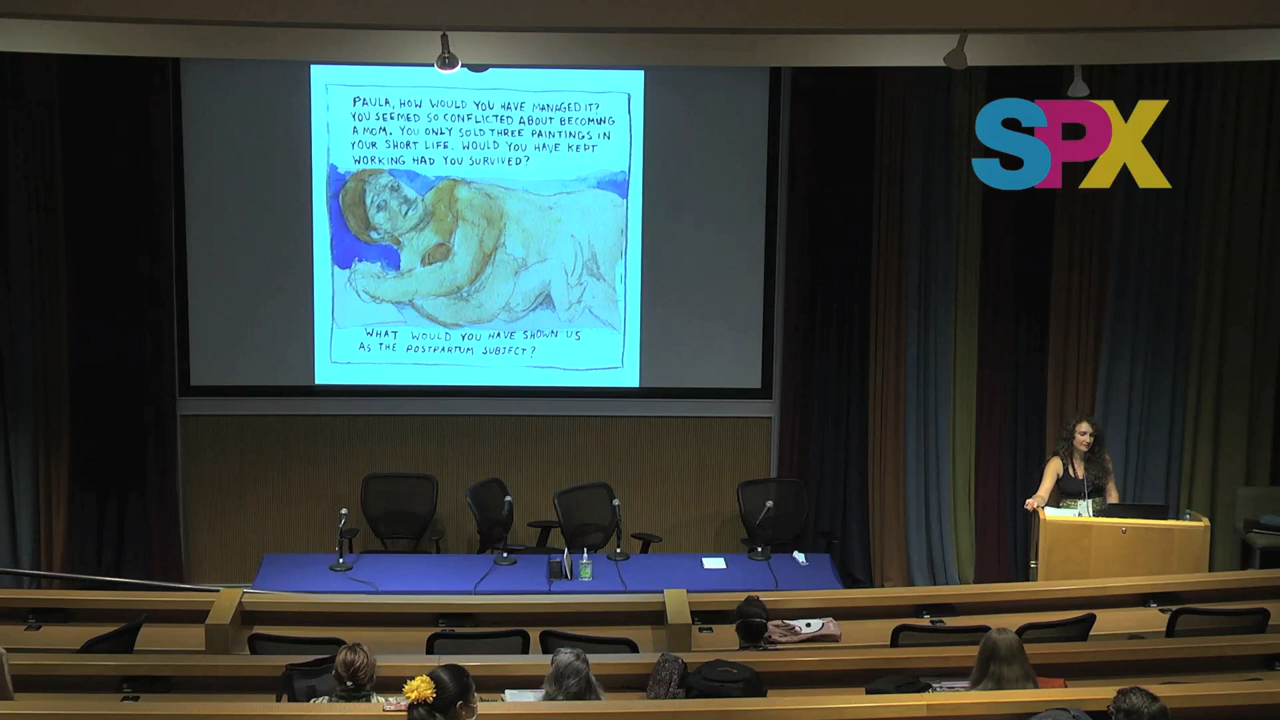 PAULA, HOW WOULD YOU HAVE MANAGED IT?
YOU SEEMED SO CONFLICTED ABOUT BECOMING
A MOM. YOU ONLY SOLD THREE PAINTINGS IN
YOUR SHORT LIFE. WOULD YOU HAVE KEPT
WORKING HAD YOU SURVIVED?
WHAT WOULD YOU HAVE SHOWN US
AS THE POSTPARTUM SUBJECT?
SPX